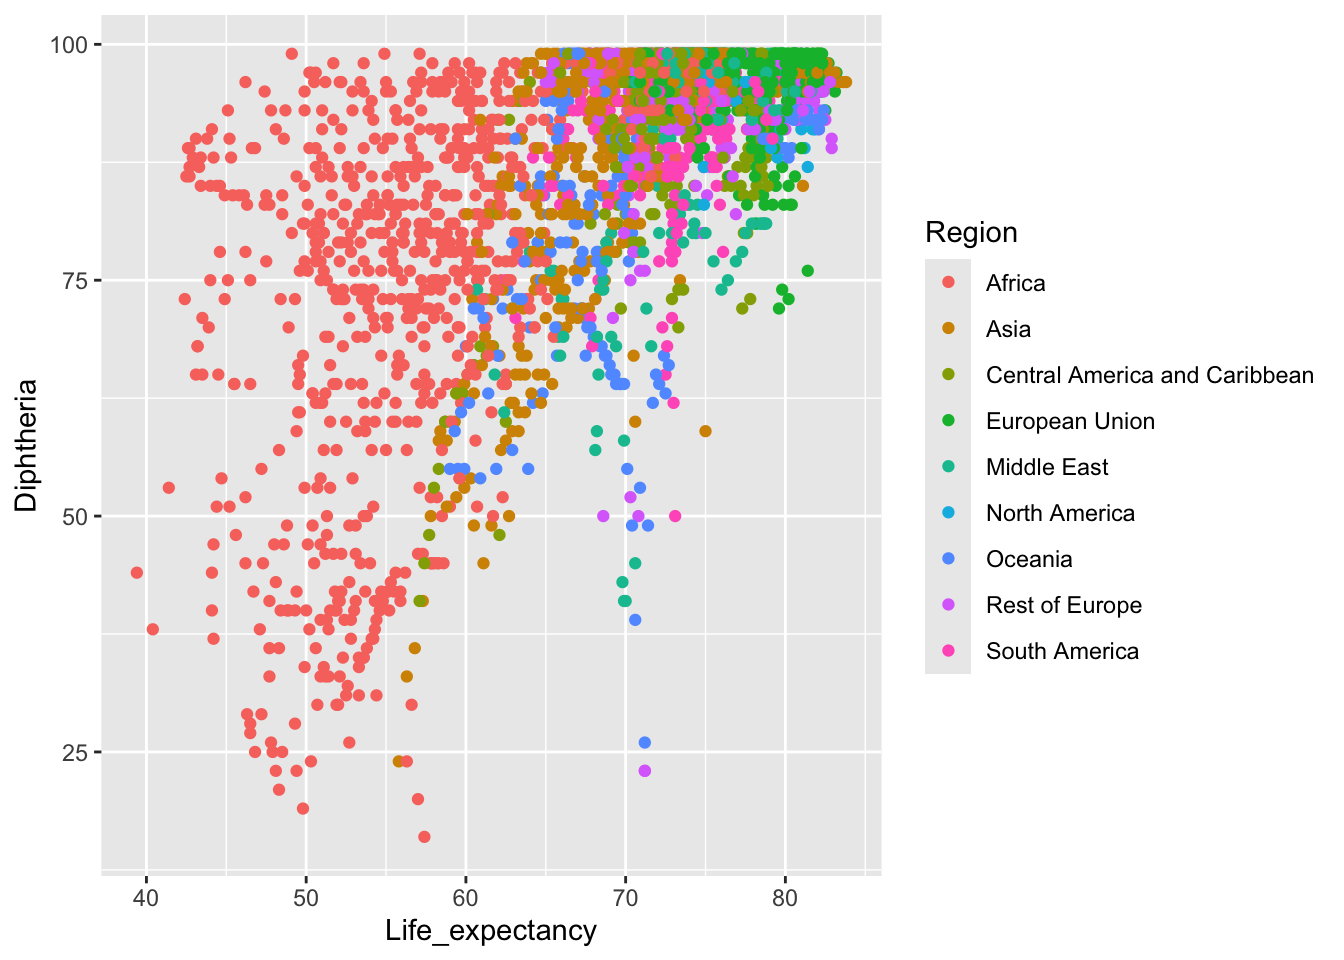 100
75
50
25
Diphtheria
40 50 60 70 80
Life_expectancy
Region
Africa
Asia
Central America and Caribbean
European Union
Middle East
North America
Oceania
Rest of Europe
South America